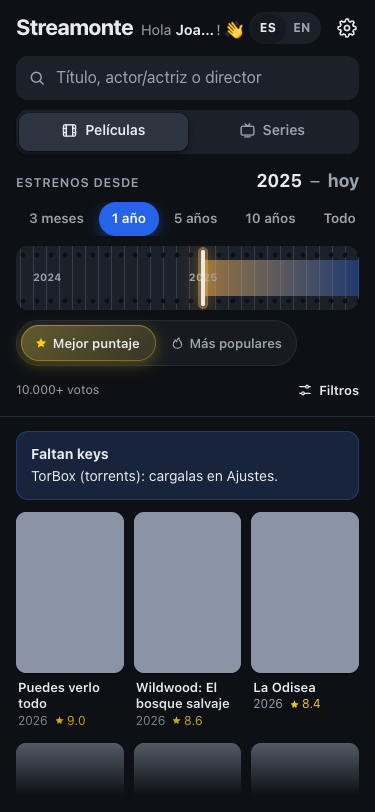 Streamonte Hola Joa...! 👋 ES EN
Título, actor/actriz o director
Películas Series
ESTRENOS DESDE 2025 – hoy
3 meses 1 año 5 años 10 años Todo
2024 2025
Mejor puntaje Más populares
10.000+ votos Filtros
Faltan keys
TorBox (torrents): cargalas en Ajustes.
Puedes verlo
todo
2026 ★ 9.0
Wildwood: El
bosque salvaje
2026 ★ 8.6
La Odisea
2026 ★ 8.4